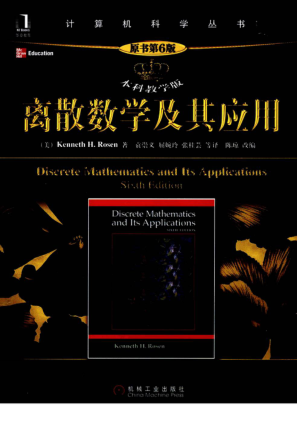 计算机科学丛书
Education
原书第6版
本科教学版
离散数学及其应用
(美) Kenneth H. Rosen 著 袁崇义 屈婉玲 张桂芸 等译 陈琼 改编
Discrete Mathematics and Its Applications
Sixth Edition
Discrete Mathematics
and Its Applications
SIXTH EDITION
Kenneth H. Rosen
机械工业出版社
China Machine Press